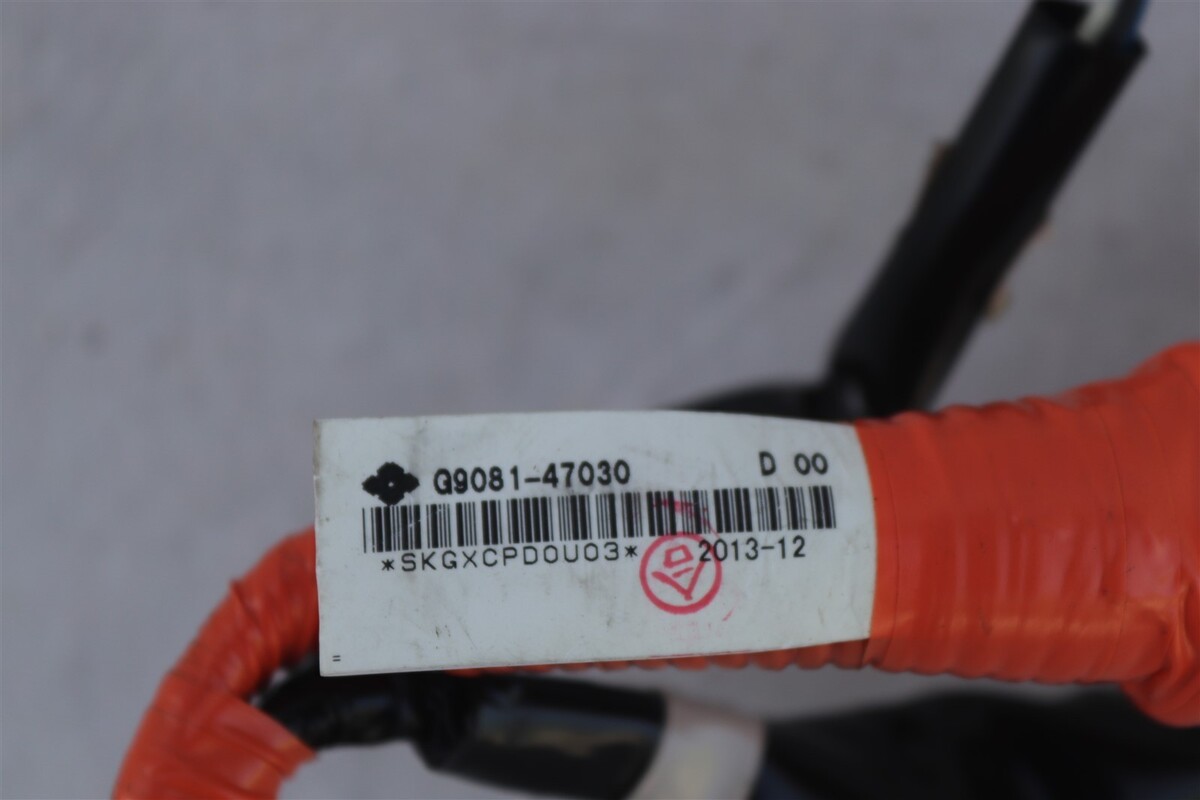 G9081-47030 D 00
*SKGXCPD0U03* 2013-12
=